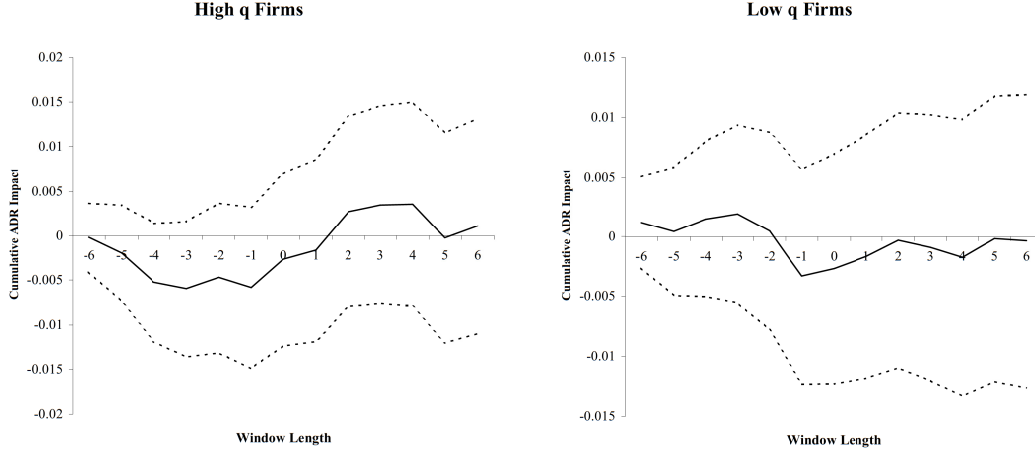 High q Firms
0.02
0.015
0.01
0.005
0
-0.005
-0.01
-0.015
-0.02
Cumulative ADR Impact
-6 -5 -4 -3 -2 -1 0 1 2 3 4 5 6
Window Length
Low q Firms
0.015
0.01
0.005
0
-0.005
-0.01
-0.015
Cumulative ADR Impact
-6 -5 -4 -3 -2 -1 0 1 2 3 4 5 6
Window Length